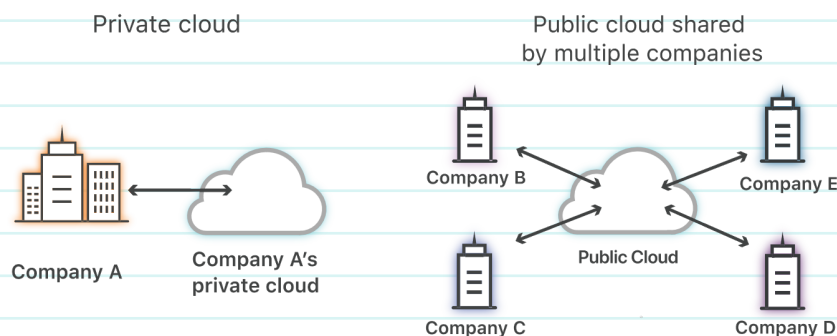 Private cloud
Company A
Company A's
private cloud
Public cloud shared
by multiple companies
Company B
Company E
Public Cloud
Company C
Company D